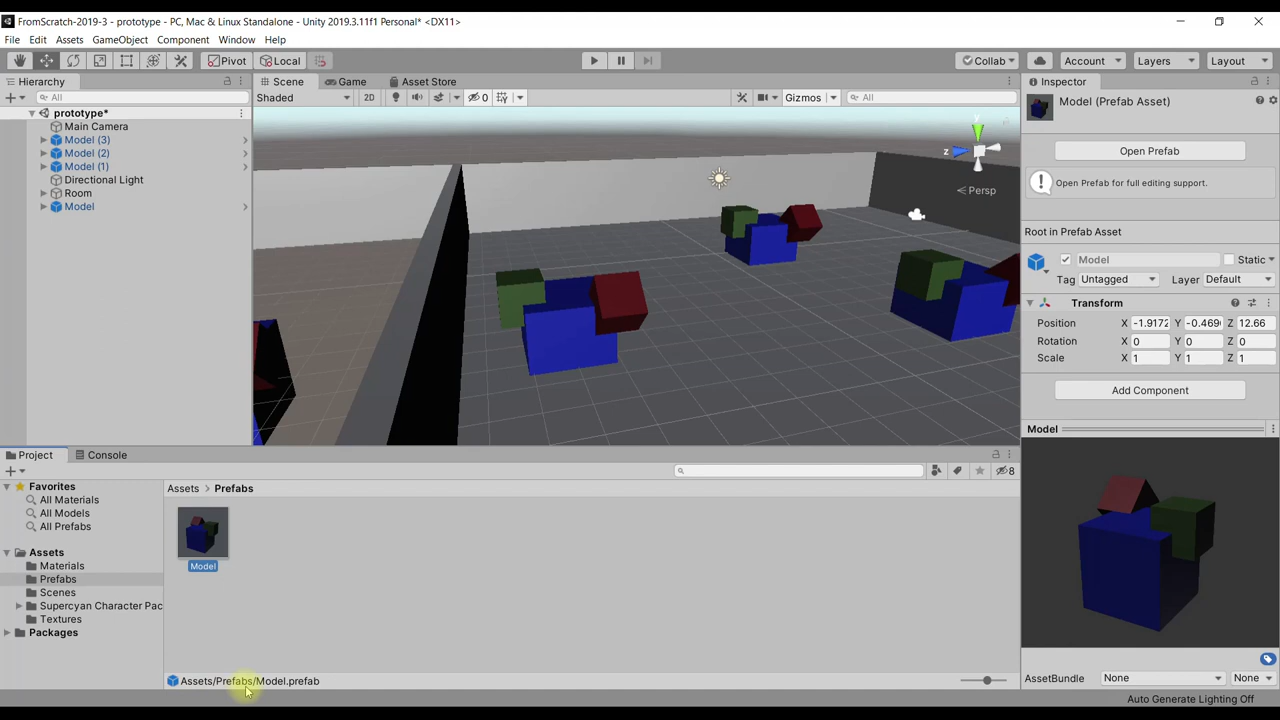 FromScratch-2019-3 - prototype - PC, Mac & Linux Standalone - Unity 2019.3.11f1 Personal* <DX11>
File Edit Assets GameObject Component Window Help
Pivot Local Collab Account Layers Layout
Hierarchy
All
prototype*
Main Camera
Model (3)
Model (2)
Model (1)
Directional Light
Room
Model
Scene Game Asset Store
Shaded 2D 0 Gizmos All
y
z
Persp
Inspector
Model (Prefab Asset)
Open Prefab
Open Prefab for full editing support.
Root in Prefab Asset
Model Static
Tag Untagged Layer Default
Transform
Position X -1.9172 Y -0.469 Z 12.66
Rotation X 0 Y 0 Z 0
Scale X 1 Y 1 Z 1
Add Component
Model
AssetBundle None None
Auto Generate Lighting Off
Project Console
8
Favorites
All Materials
All Models
All Prefabs
Assets
Materials
Prefabs
Scenes
Supercyan Character Pac
Textures
Packages
Assets > Prefabs
Model
Assets/Prefabs/Model.prefab